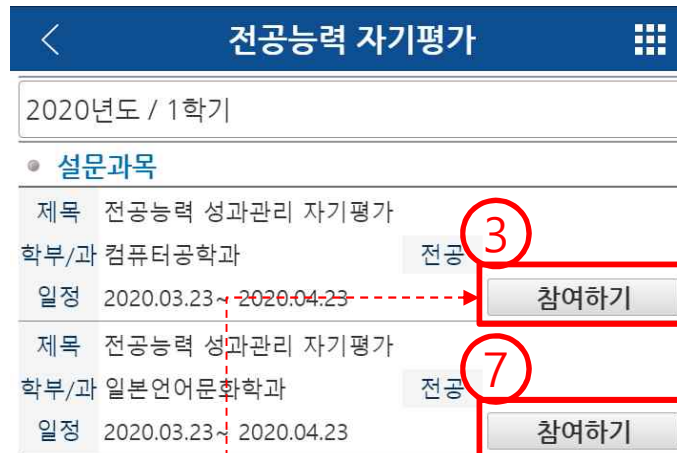 전공능력 자기평가
2020년도 / 1학기
설문과목
제목 전공능력 성과관리 자기평가
학부/과 컴퓨터공학과 전공
③
일정 2020.03.23~ 2020.04.23 참여하기
제목 전공능력 성과관리 자기평가
학부/과 일본언어문화학과 전공
⑦
일정 2020.03.23~ 2020.04.23 참여하기